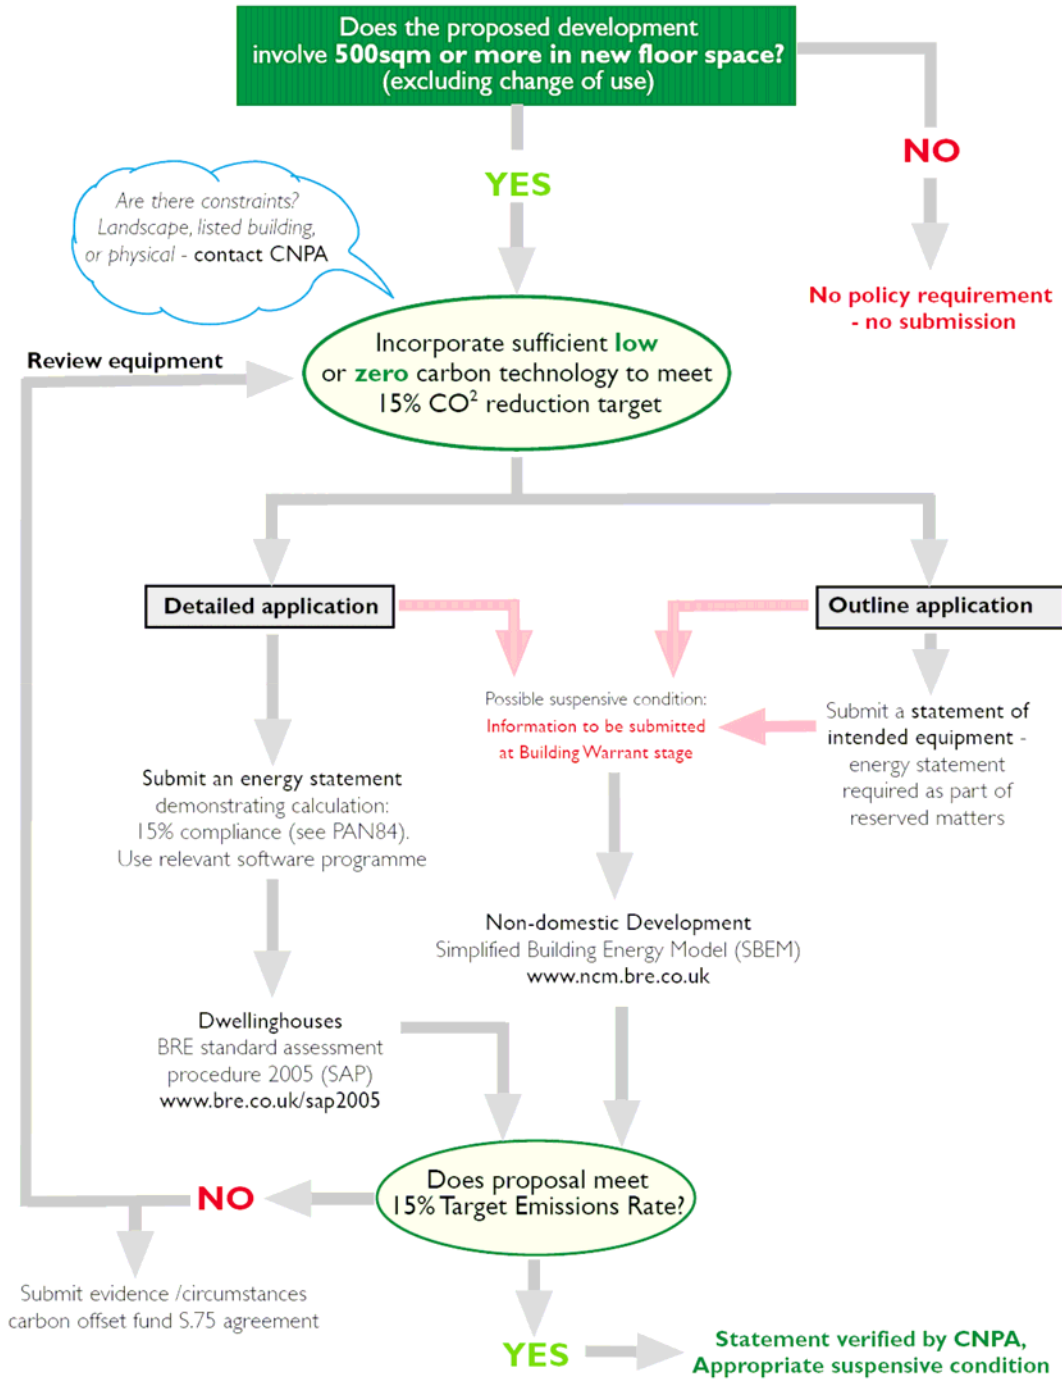 Does the proposed development
involve 500sqm or more in new floor space?
(excluding change of use)
NO
YES
Are there constraints?
Landscape, listed building,
or physical - contact CNPA
No policy requirement
- no submission
Incorporate sufficient low
or zero carbon technology to meet
15% CO² reduction target
Review equipment
Detailed application
Outline application
Possible suspensive condition:
Information to be submitted
at Building Warrant stage
Submit a statement of
intended equipment -
energy statement
required as part of
reserved matters
Submit an energy statement
demonstrating calculation:
15% compliance (see PAN84).
Use relevant software programme
Non-domestic Development
Simplified Building Energy Model (SBEM)
www.ncm.bre.co.uk
Dwellinghouses
BRE standard assessment
procedure 2005 (SAP)
www.bre.co.uk/sap2005
Does proposal meet
15% Target Emissions Rate?
NO
Submit evidence /circumstances
carbon offset fund S.75 agreement
YES
Statement verified by CNPA,
Appropriate suspensive condition